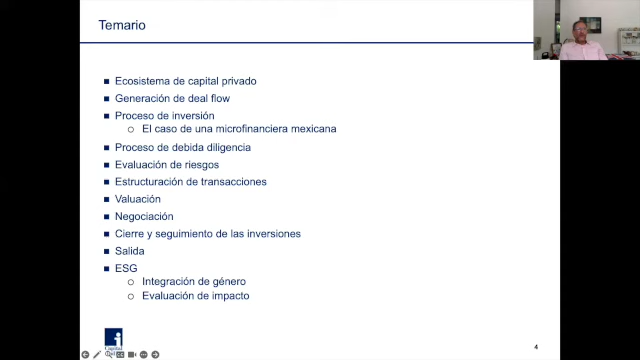 Temario
Ecosistema de capital privado
Generación de deal flow
Proceso de inversión
El caso de una microfinanciera mexicana
Proceso de debida diligencia
Evaluación de riesgos
Estructuración de transacciones
Valuación
Negociación
Cierre y seguimiento de las inversiones
Salida
ESG
Integración de género
Evaluación de impacto
4